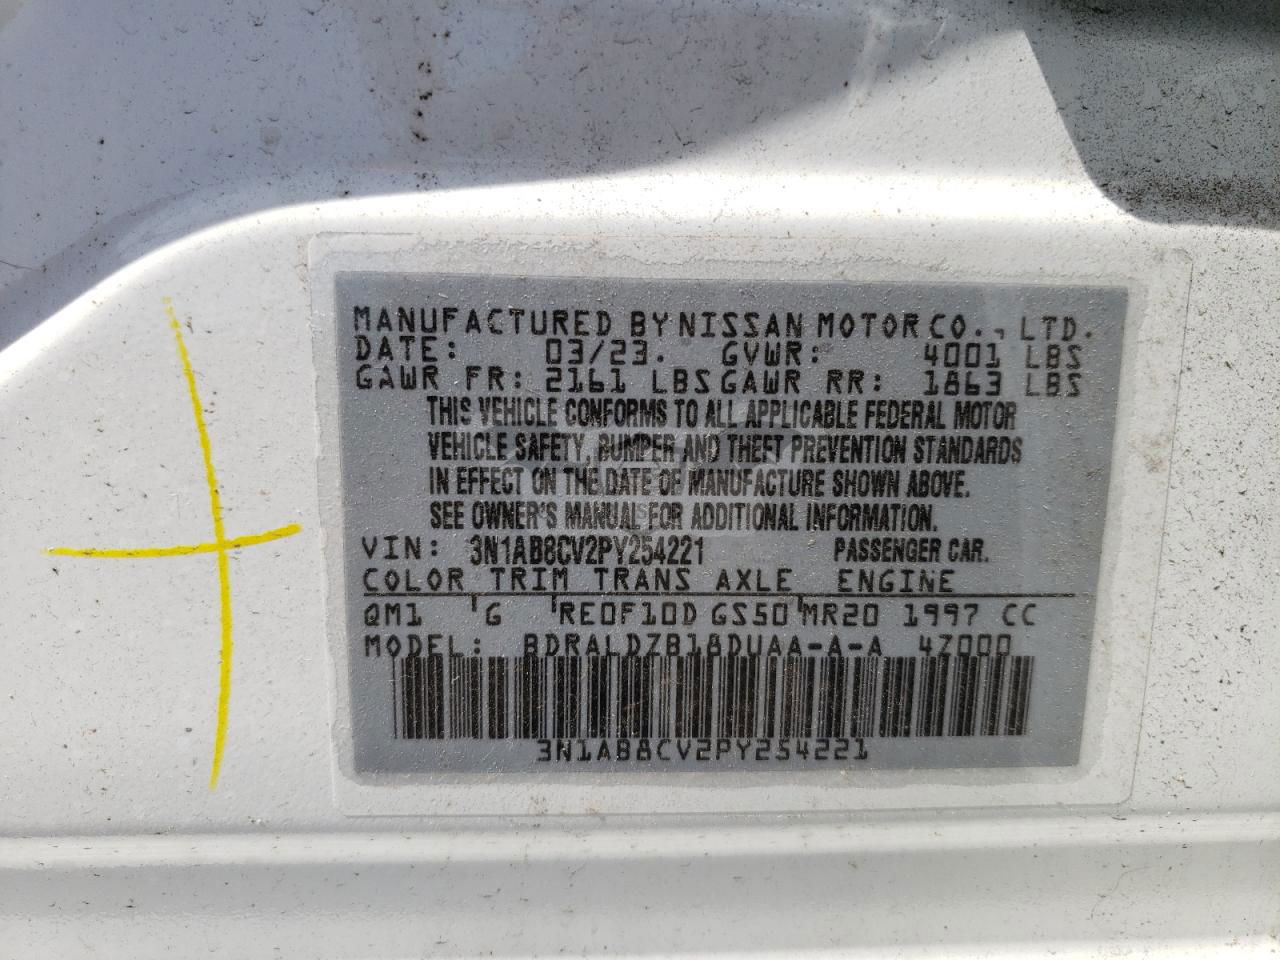 MANUFACTURED BY NISSAN MOTOR CO., LTD.
DATE: 03/23. GVWR: 4001 LBS
GAWR FR: 2161 LBS GAWR RR: 1863 LBS
THIS VEHICLE CONFORMS TO ALL APPLICABLE FEDERAL MOTOR
VEHICLE SAFETY, BUMPER AND THEFT PREVENTION STANDARDS
IN EFFECT ON THE DATE OF MANUFACTURE SHOWN ABOVE.
SEE OWNER'S MANUAL FOR ADDITIONAL INFORMATION.
VIN: 3N1AB8CV2PY254221 PASSENGER CAR.
COLOR TRIM TRANS AXLE ENGINE
QM1 G RE0F10D GS50 MR20 1997 CC
MODEL: BDRALDZB18DUAA-A-A 4Z000
3N1AB8CV2PY254221